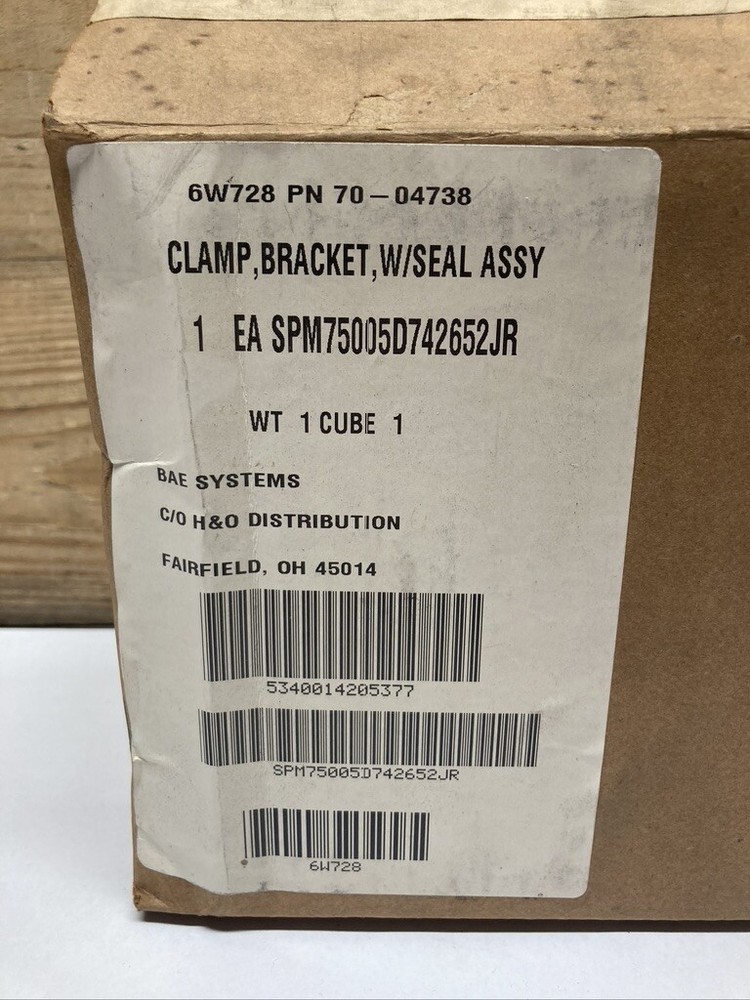 6W728 PN 70-04738
CLAMP,BRACKET,W/SEAL ASSY
1 EA SPM75005D742652JR
WT 1 CUBE 1
BAE SYSTEMS
C/O H&O DISTRIBUTION
FAIRFIELD, OH 45014
5340014205377
SPM75005D742652JR
6W728